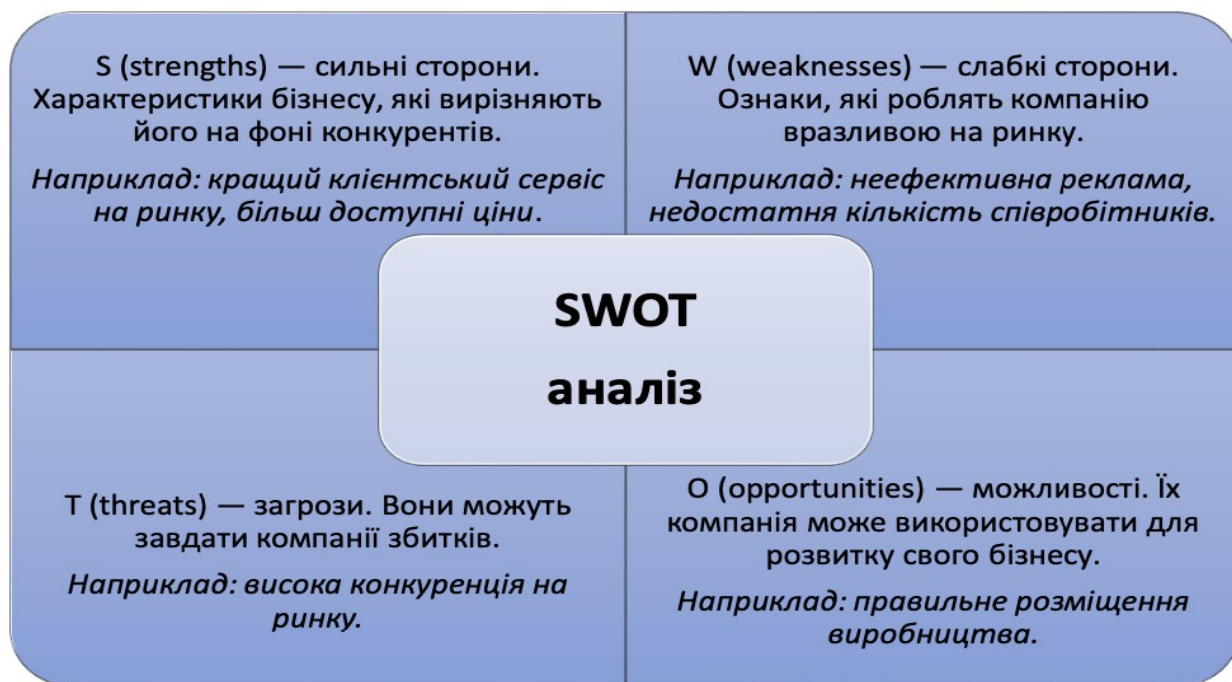 S (strengths) — сильні сторони.
Характеристики бізнесу, які вирізняють
його на фоні конкурентів.
Наприклад: кращий клієнтський сервіс
на ринку, більш доступні ціни.
W (weaknesses) — слабкі сторони.
Ознаки, які роблять компанію
вразливою на ринку.
Наприклад: неефективна реклама,
недостатня кількість співробітників.
SWOT
аналіз
T (threats) — загрози. Вони можуть
завдати компанії збитків.
Наприклад: висока конкуренція на
ринку.
O (opportunities) — можливості. Їх
компанія може використовувати для
розвитку свого бізнесу.
Наприклад: правильне розміщення
виробництва.